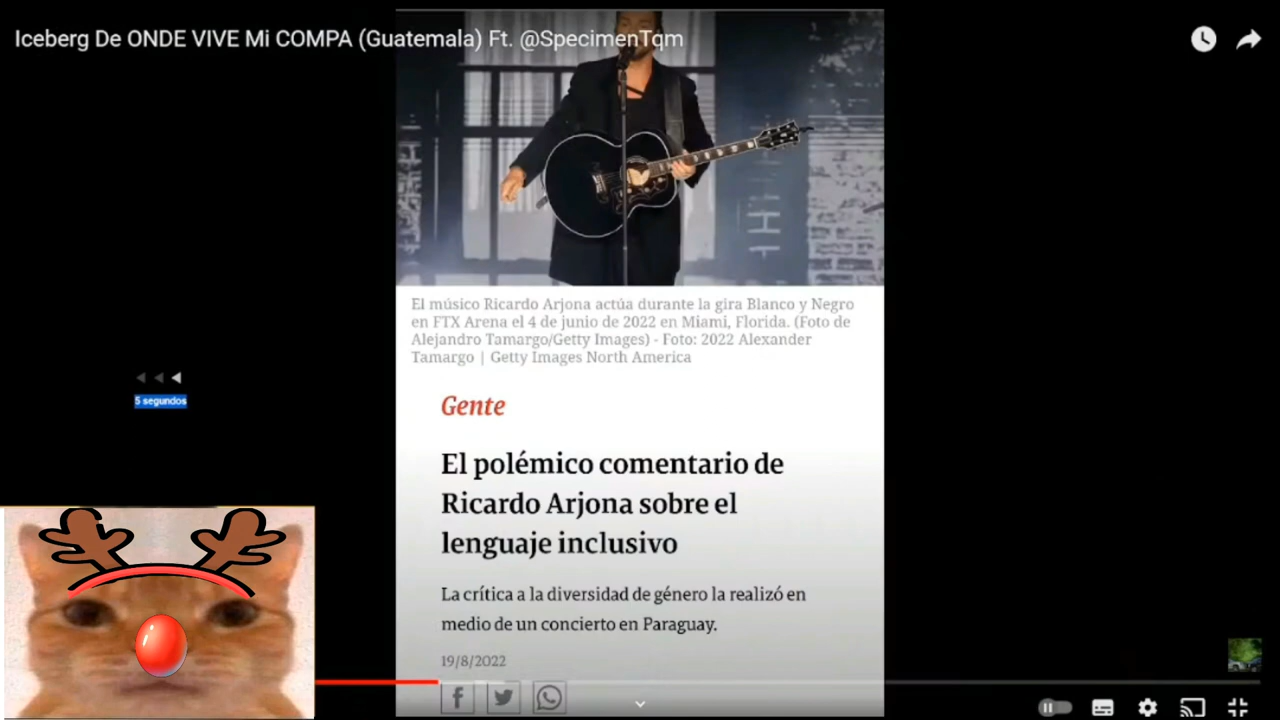 Iceberg De ONDE VIVE Mi COMPA (Guatemala) Ft. @SpecimenTqm
El músico Ricardo Arjona actúa durante la gira Blanco y Negro
en FTX Arena el 4 de junio de 2022 en Miami, Florida. (Foto de
Alejandro Tamargo/Getty Images) - Foto: 2022 Alexander
Tamargo | Getty Images North America
5 segundos
Gente
El polémico comentario de
Ricardo Arjona sobre el
lenguaje inclusivo
La crítica a la diversidad de género la realizó en
medio de un concierto en Paraguay.
19/8/2022